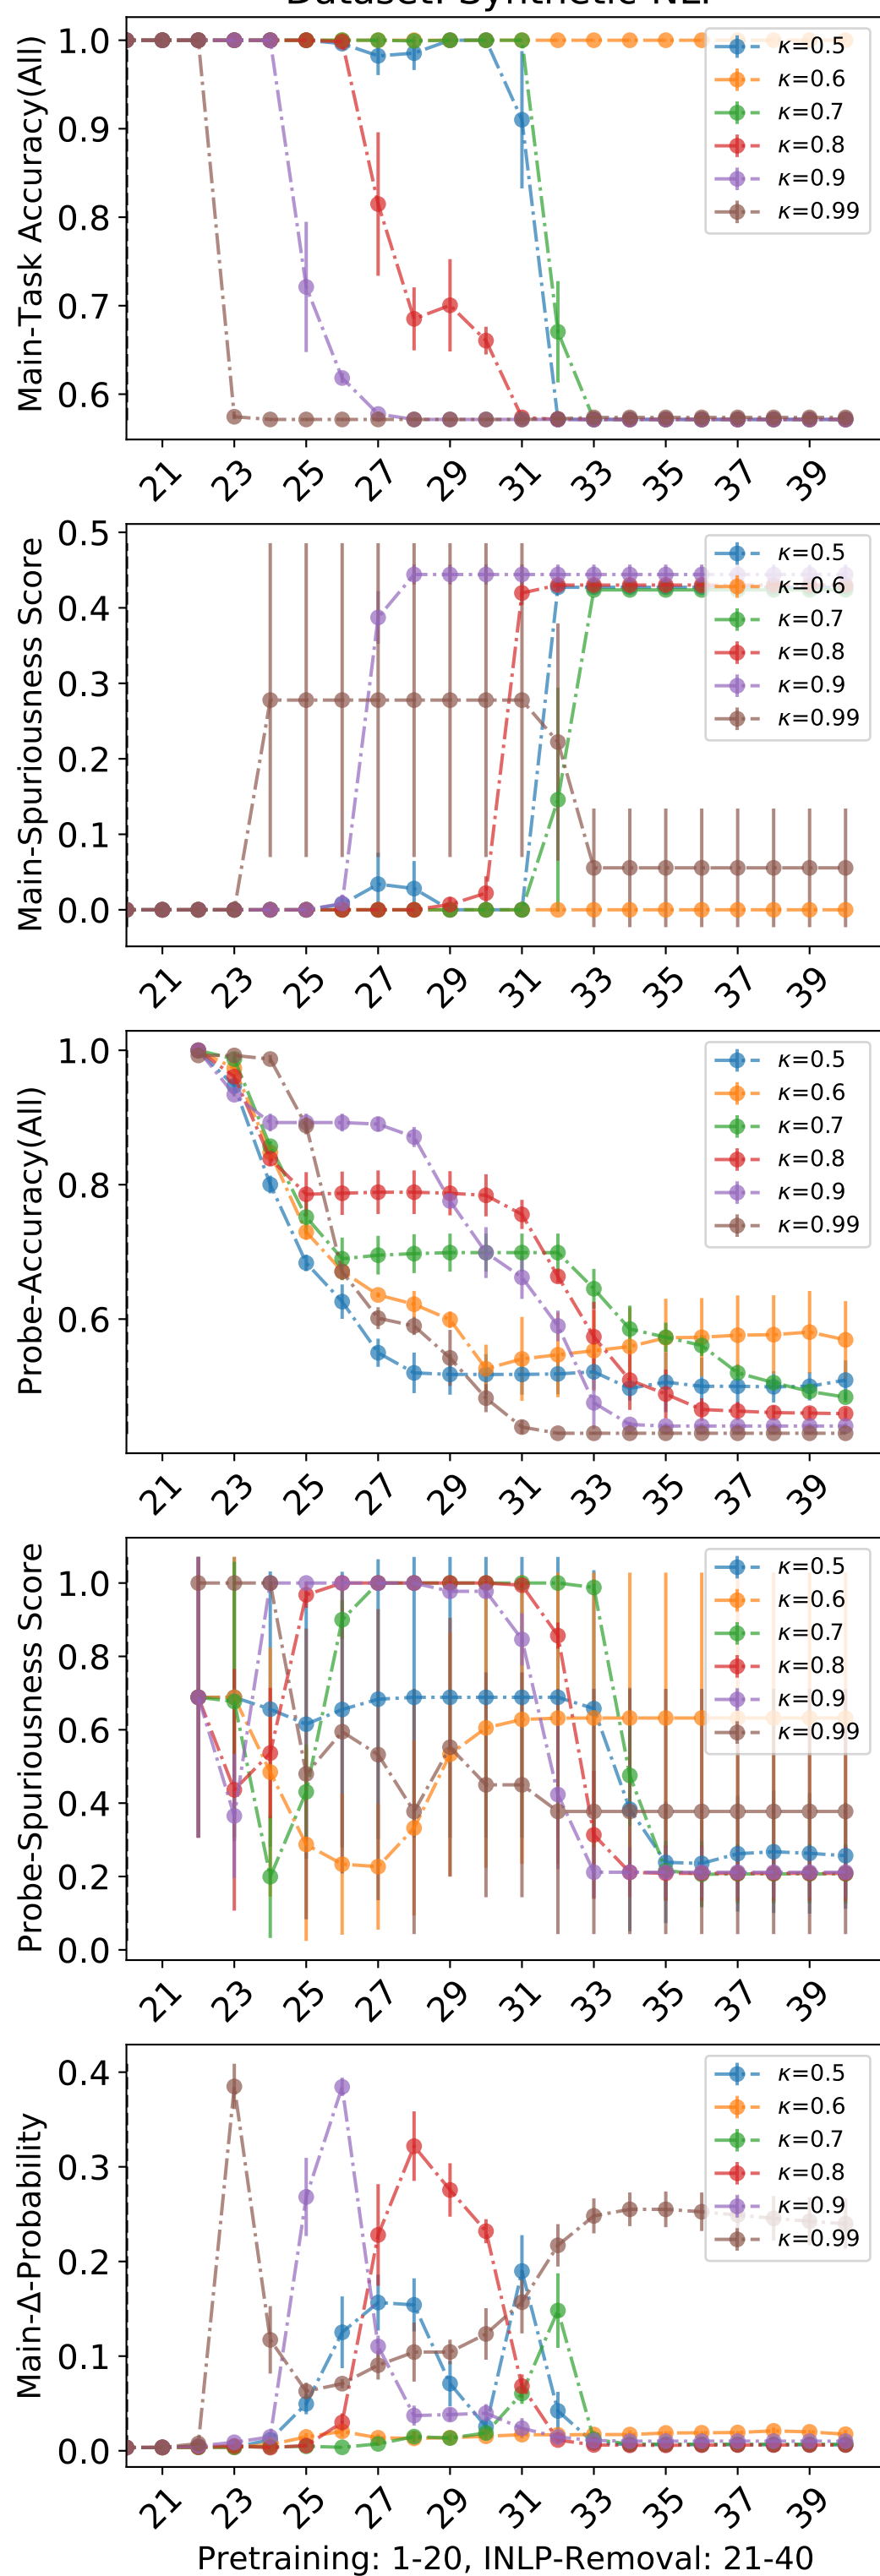 Dataset: Synthetic-NLP
Main-Task Accuracy(All)
1.0
0.9
0.8
0.7
0.6
κ=0.5
κ=0.6
κ=0.7
κ=0.8
κ=0.9
κ=0.99
21 23 25 27 29 31 33 35 37 39
Main-Spuriousness Score
0.5
0.4
0.3
0.2
0.1
0.0
κ=0.5
κ=0.6
κ=0.7
κ=0.8
κ=0.9
κ=0.99
21 23 25 27 29 31 33 35 37 39
Probe-Accuracy(All)
1.0
0.8
0.6
κ=0.5
κ=0.6
κ=0.7
κ=0.8
κ=0.9
κ=0.99
21 23 25 27 29 31 33 35 37 39
Probe-Spuriousness Score
1.0
0.8
0.6
0.4
0.2
0.0
κ=0.5
κ=0.6
κ=0.7
κ=0.8
κ=0.9
κ=0.99
21 23 25 27 29 31 33 35 37 39
Main-Δ-Probability
0.4
0.3
0.2
0.1
0.0
κ=0.5
κ=0.6
κ=0.7
κ=0.8
κ=0.9
κ=0.99
21 23 25 27 29 31 33 35 37 39
Pretraining: 1-20, INLP-Removal: 21-40